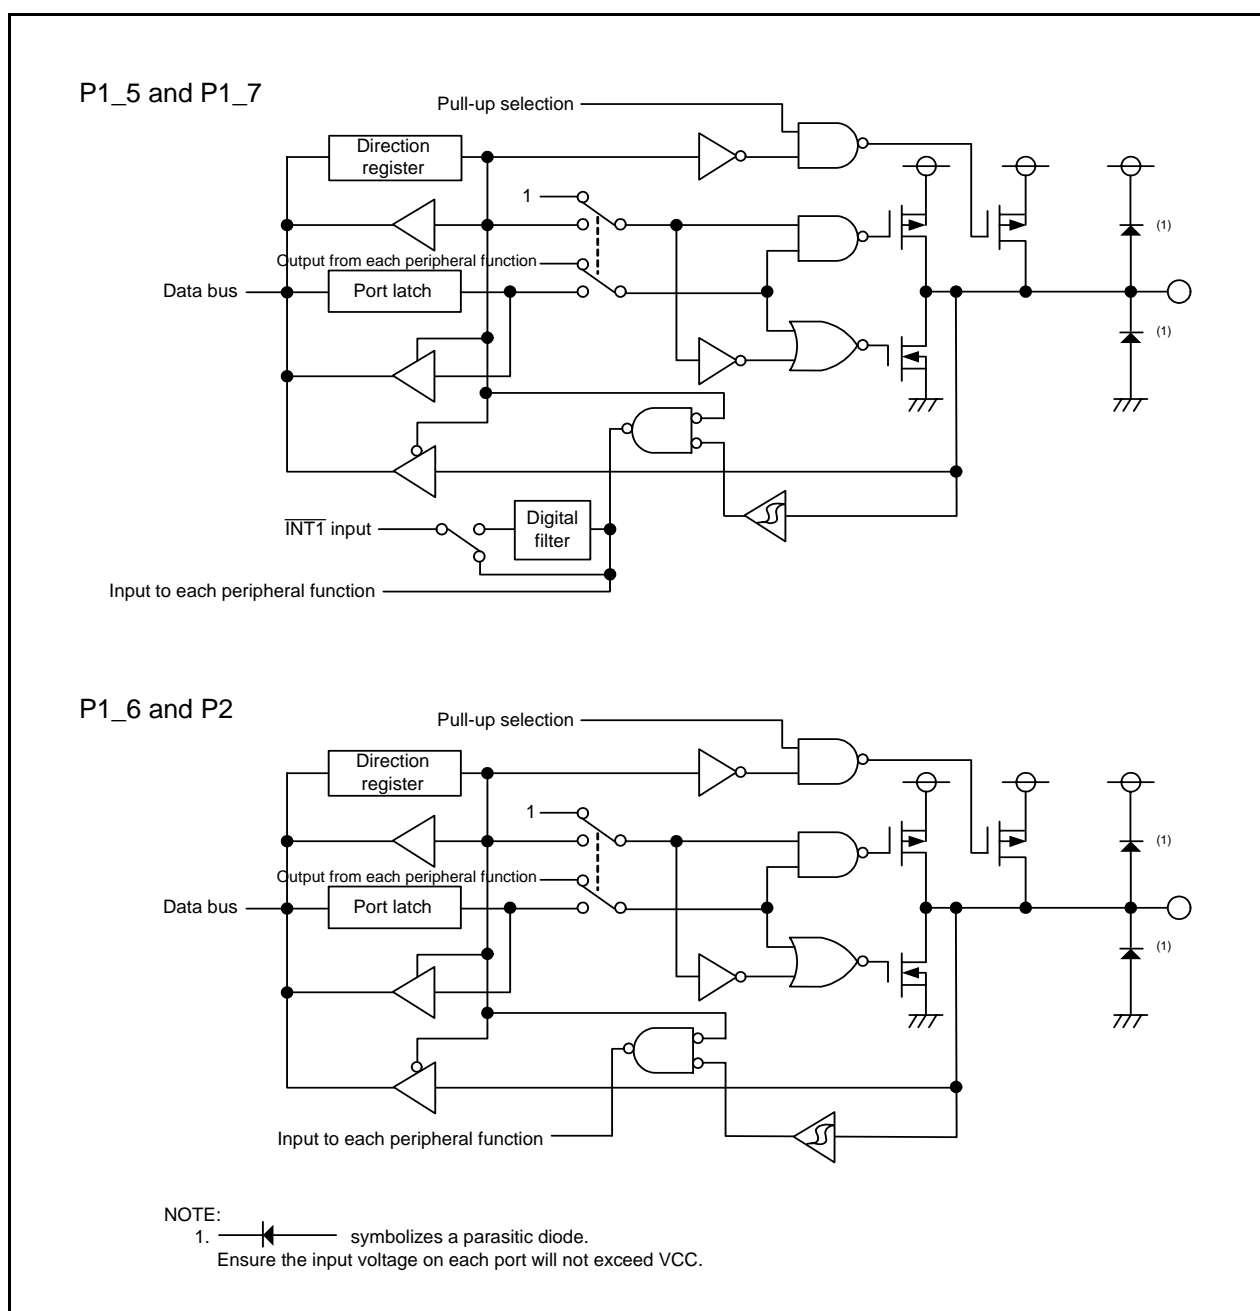 P1_5 and P1_7
Pull-up selection
Direction
register
1
(1)
Output from each peripheral function
Data bus
Port latch
(1)
INT1 input
Digital
filter
Input to each peripheral function
P1_6 and P2
Pull-up selection
Direction
register
1
(1)
Output from each peripheral function
Data bus
Port latch
(1)
Input to each peripheral function
NOTE:
1. symbolizes a parasitic diode.
Ensure the input voltage on each port will not exceed VCC.